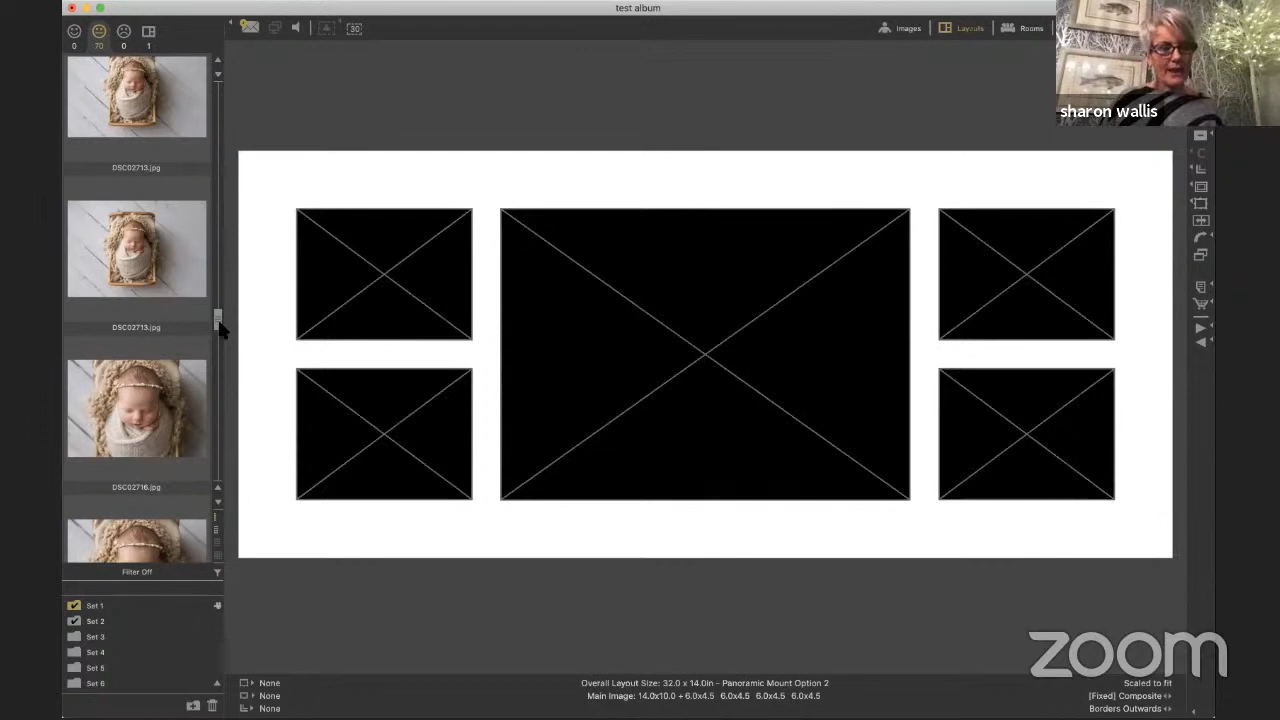 test album
0
70
0
1
30
Images
Layouts
Rooms
sharon wallis
DSC02713.jpg
DSC02713.jpg
DSC02716.jpg
Filter Off
Set 1
Set 2
Set 3
Set 4
Set 5
Set 6
None
None
None
Overall Layout Size: 32.0 x 14.0in - Panoramic Mount Option 2
Main Image: 14.0x10.0 + 6.0x4.5 6.0x4.5 6.0x4.5 6.0x4.5
Scaled to fit
[Fixed] Composite
Borders Outwards
zoom